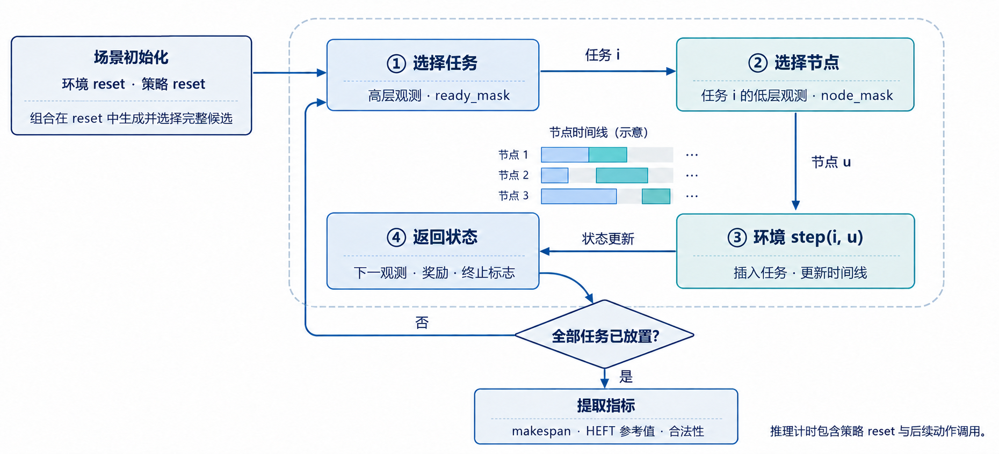 场景初始化
环境 reset · 策略 reset
组合在 reset 中生成并选择完整候选
① 选择任务
高层观测 · ready_mask
任务 i
② 选择节点
任务 i 的低层观测 · node_mask
节点时间线（示意）
节点 1 ···
节点 2 ···
节点 3 ···
节点 u
④ 返回状态
下一观测 · 奖励 · 终止标志
状态更新
③ 环境 step(i, u)
插入任务 · 更新时间线
否
全部任务已放置?
是
提取指标
makespan · HEFT 参考值 · 合法性
推理计时包含策略 reset 与后续动作调用。